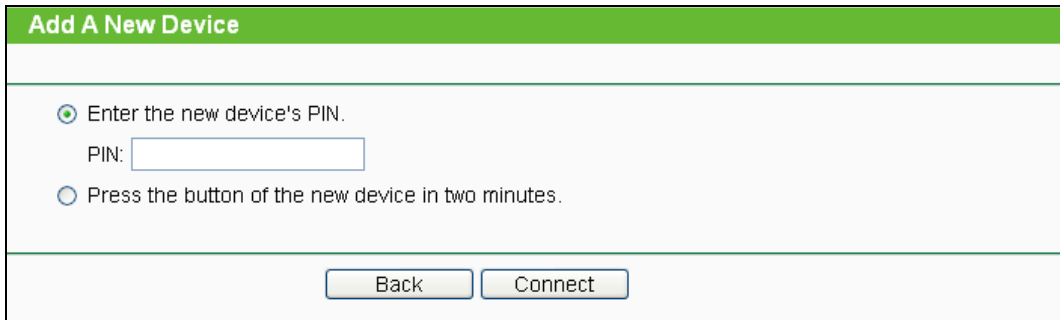 Add A New Device
Enter the new device's PIN.
PIN:
Press the button of the new device in two minutes.
Back Connect